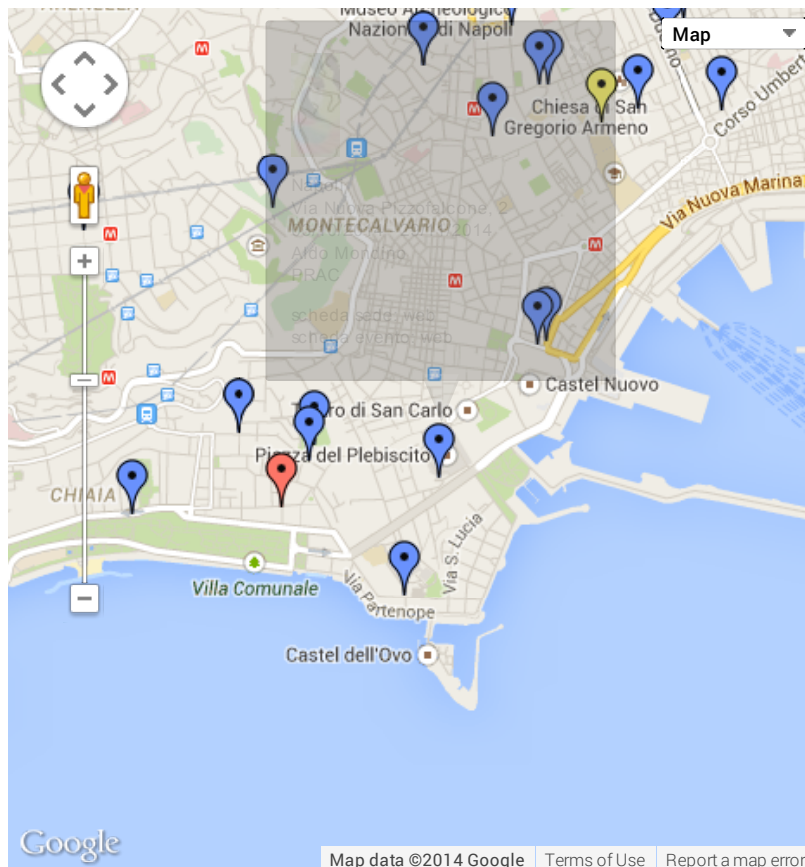 Museo Archeologico
Nazionale di Napoli
Map
Chiesa di San
Gregorio Armeno
Corso Umbert
Via Nuova Marina
Napoli
Via Nuova Pizzofalcone, 2
2014
MONTECALVARIO
Aldo Mondino
PRAC
scheda sede web
scheda evento web
Castel Nuovo
Teatro di San Carlo
Piazza del Plebiscito
CHIAIA
Via S. Lucia
Villa Comunale
Via Partenope
Castel dell'Ovo
Google
Map data ©2014 Google
Terms of Use
Report a map error